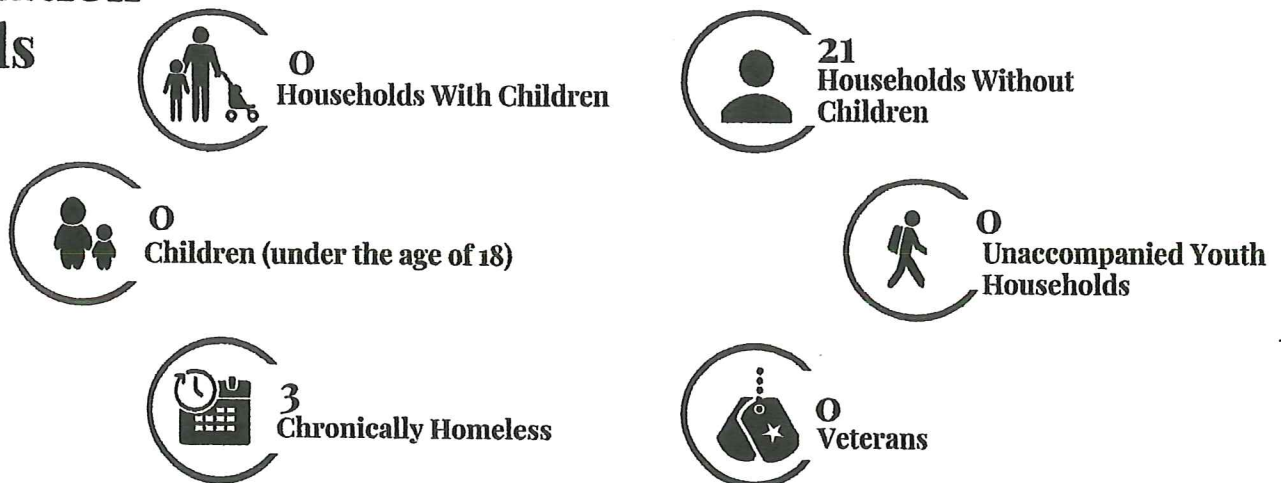 ls
0
Households With Children
21
Households Without
Children
0
Children (under the age of 18)
0
Unaccompanied Youth
Households
3
Chronically Homeless
0
Veterans